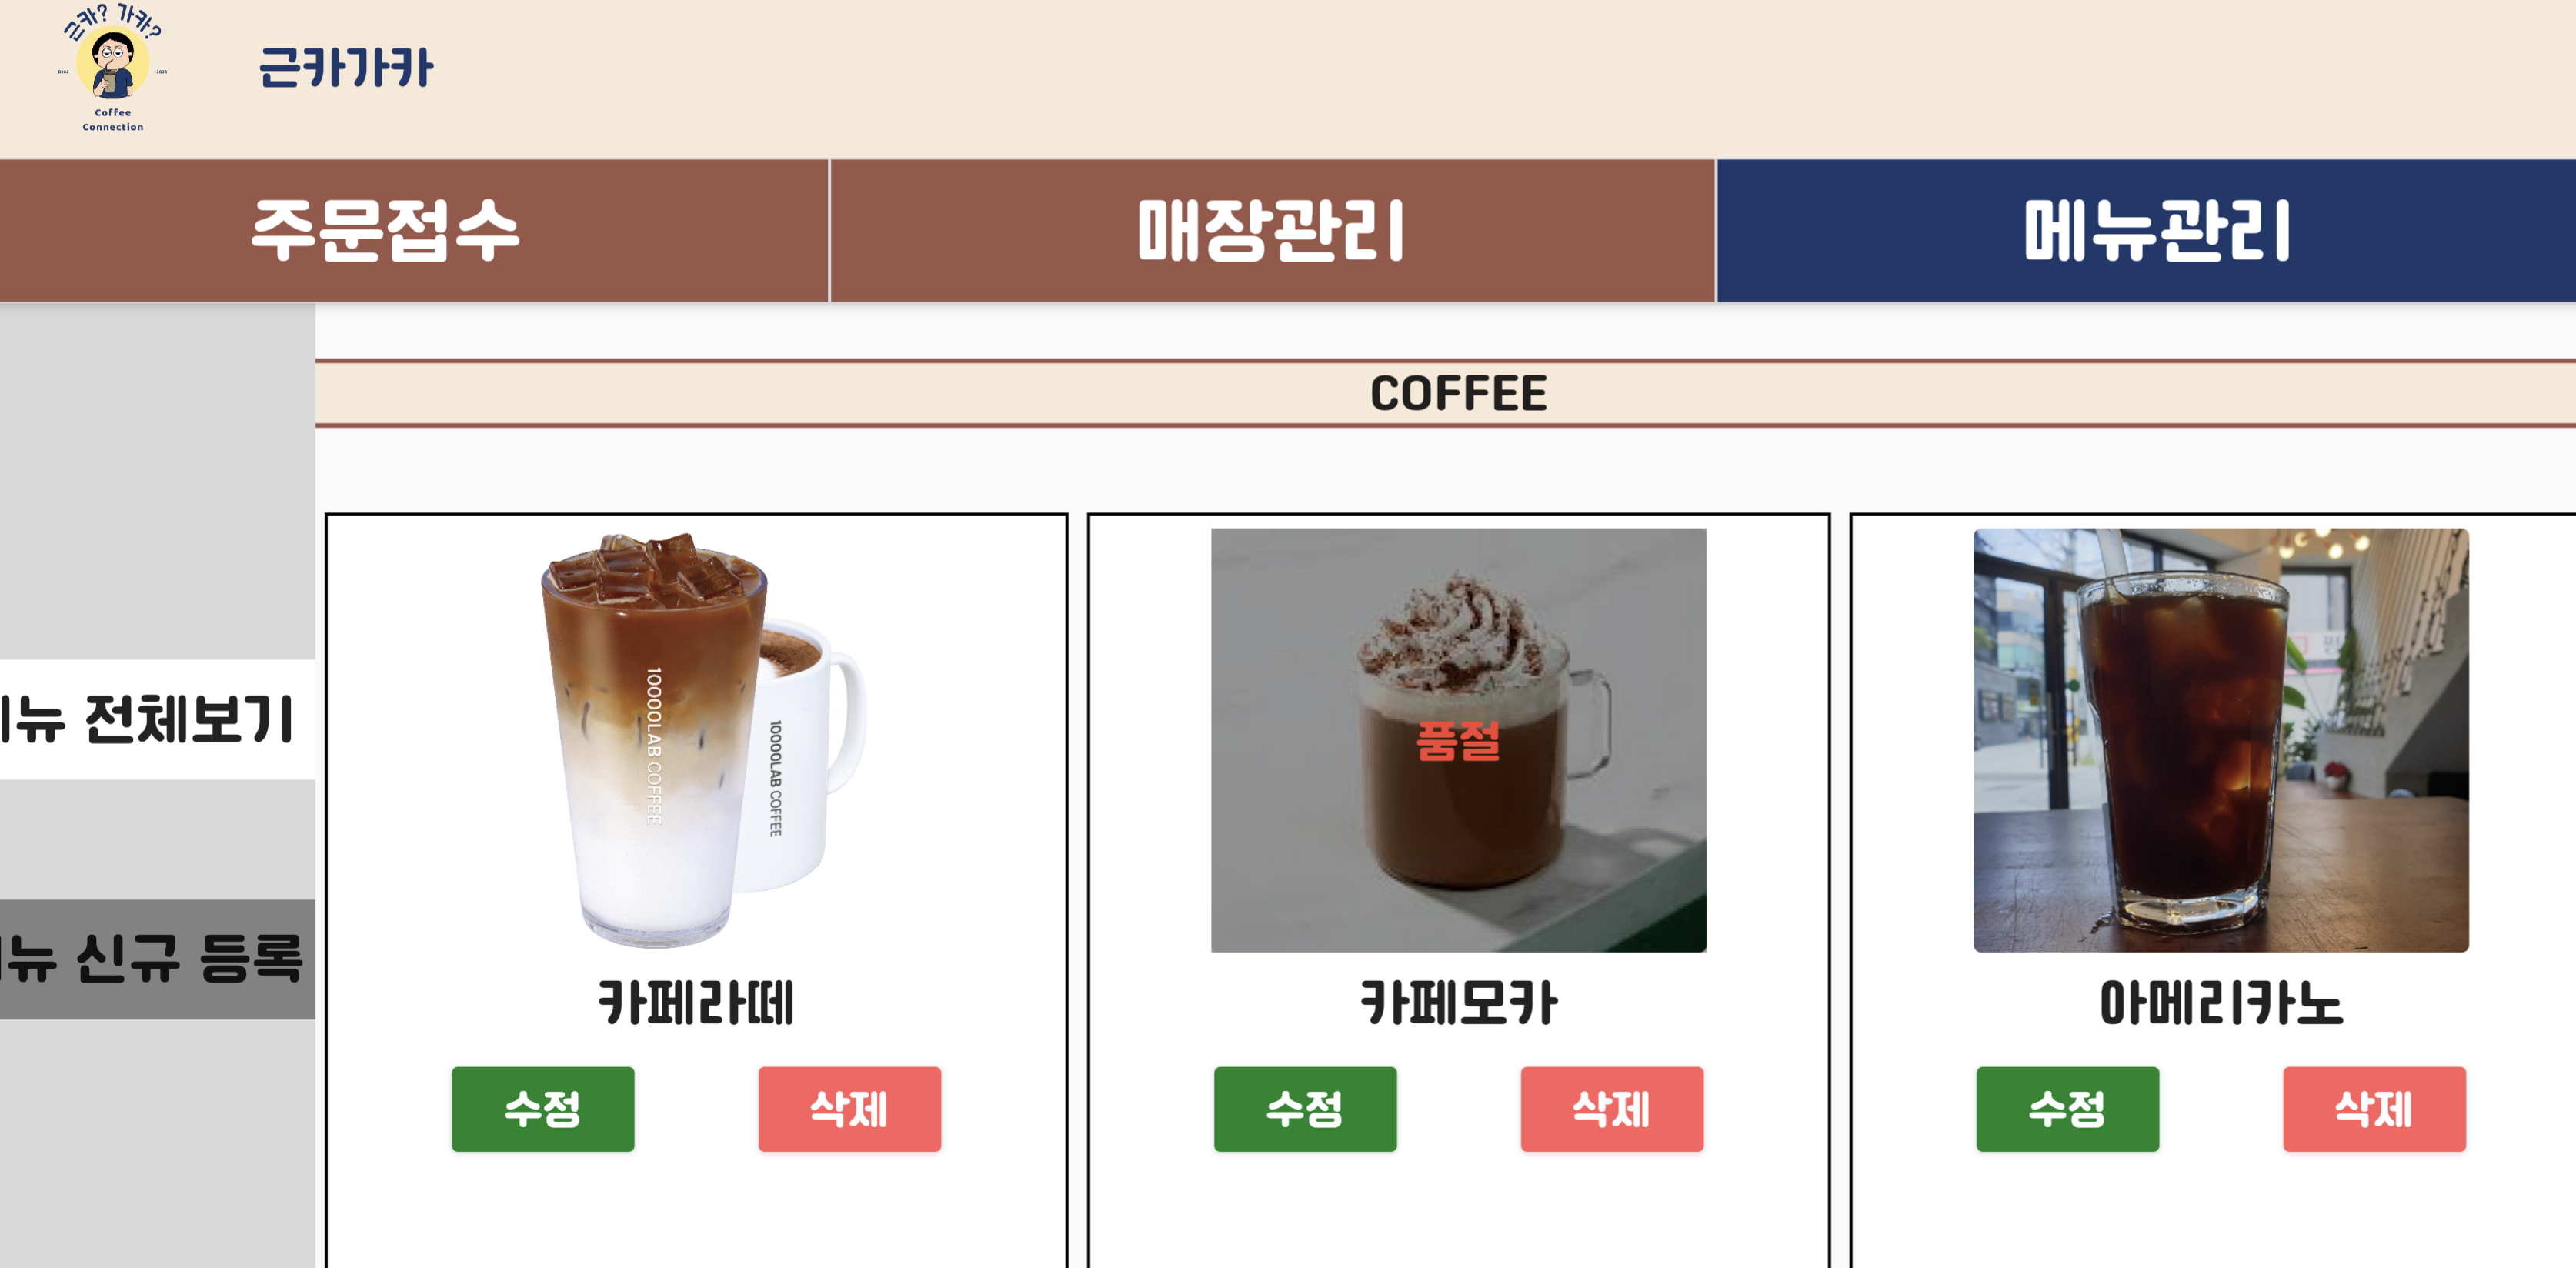 근카? 가카?
0102 2023
Coffee
Connection
근카가카
주문접수 매장관리 메뉴관리
COFFEE
전체보기
신규 등록
10000LAB COFFEE
10000LAB COFFEE
품절
카페라떼 카페모카 아메리카노
수정 삭제 수정 삭제 수정 삭제